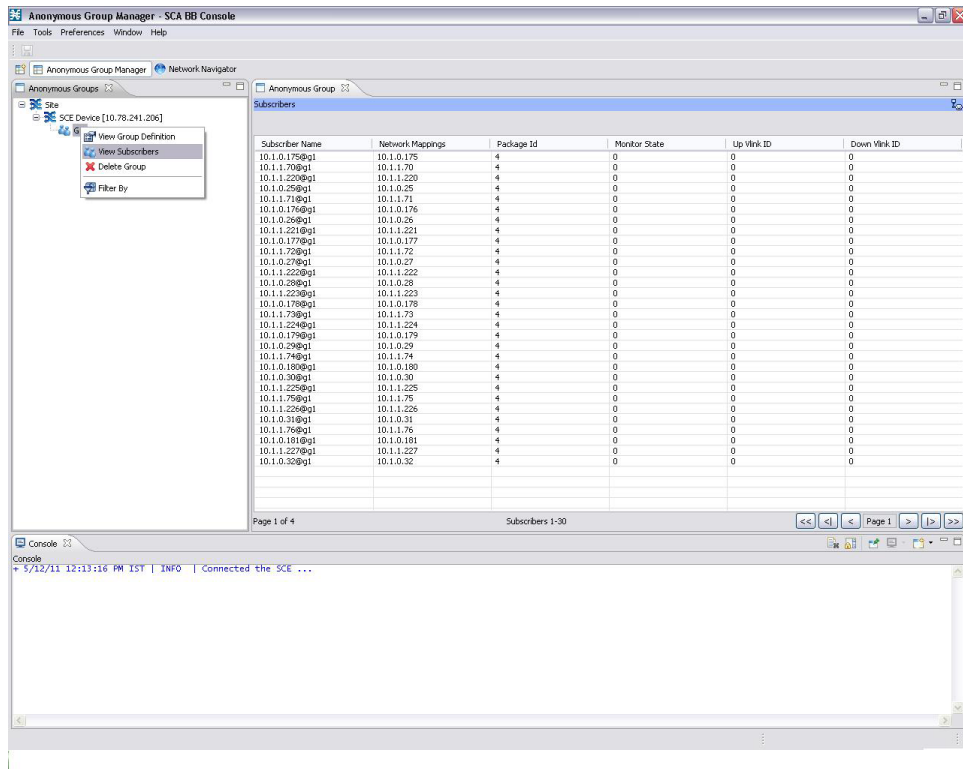 Anonymous Group Manager - SCA BB Console
File Tools Preferences Window Help
Anonymous Group Manager Network Navigator
Anonymous Groups
Site
SCE Device [10.78.241.206]
G
View Group Definition
View Subscribers
Delete Group
Filter By
Anonymous Group
Subscribers
Subscriber Name Network Mappings Package Id Monitor State Up Vlink ID Down Vlink ID
10.1.0.175@g1 10.1.0.175 4 0 0 0
10.1.1.70@g1 10.1.1.70 4 0 0 0
10.1.1.220@g1 10.1.1.220 4 0 0 0
10.1.0.25@g1 10.1.0.25 4 0 0 0
10.1.1.71@g1 10.1.1.71 4 0 0 0
10.1.0.176@g1 10.1.0.176 4 0 0 0
10.1.0.26@g1 10.1.0.26 4 0 0 0
10.1.1.221@g1 10.1.1.221 4 0 0 0
10.1.0.177@g1 10.1.0.177 4 0 0 0
10.1.1.72@g1 10.1.1.72 4 0 0 0
10.1.0.27@g1 10.1.0.27 4 0 0 0
10.1.1.222@g1 10.1.1.222 4 0 0 0
10.1.0.28@g1 10.1.0.28 4 0 0 0
10.1.1.223@g1 10.1.1.223 4 0 0 0
10.1.0.178@g1 10.1.0.178 4 0 0 0
10.1.1.73@g1 10.1.1.73 4 0 0 0
10.1.1.224@g1 10.1.1.224 4 0 0 0
10.1.0.179@g1 10.1.0.179 4 0 0 0
10.1.0.29@g1 10.1.0.29 4 0 0 0
10.1.1.74@g1 10.1.1.74 4 0 0 0
10.1.0.180@g1 10.1.0.180 4 0 0 0
10.1.0.30@g1 10.1.0.30 4 0 0 0
10.1.1.225@g1 10.1.1.225 4 0 0 0
10.1.1.75@g1 10.1.1.75 4 0 0 0
10.1.1.226@g1 10.1.1.226 4 0 0 0
10.1.0.31@g1 10.1.0.31 4 0 0 0
10.1.1.76@g1 10.1.1.76 4 0 0 0
10.1.0.181@g1 10.1.0.181 4 0 0 0
10.1.1.227@g1 10.1.1.227 4 0 0 0
10.1.0.32@g1 10.1.0.32 4 0 0 0
Page 1 of 4 Subscribers 1-30 << <| < Page 1 > |> >>
Console
Console
+ 5/12/11 12:13:16 PM IST | INFO | Connected the SCE ...